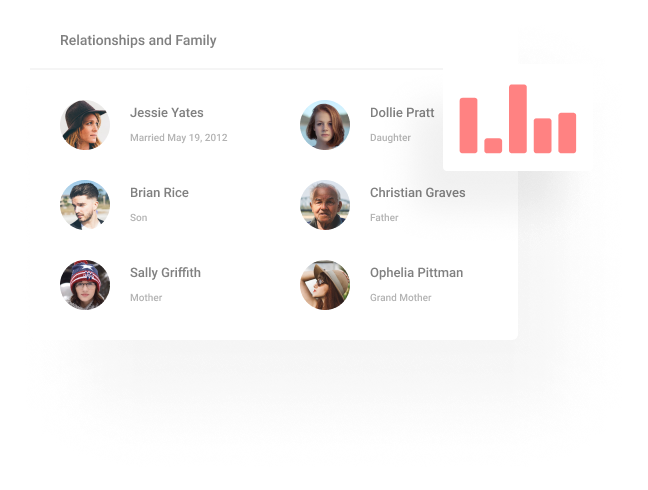 Relationships and Family
Jessie Yates
Married May 19, 2012
Dollie Pratt
Daughter
Brian Rice
Son
Christian Graves
Father
Sally Griffith
Mother
Ophelia Pittman
Grand Mother